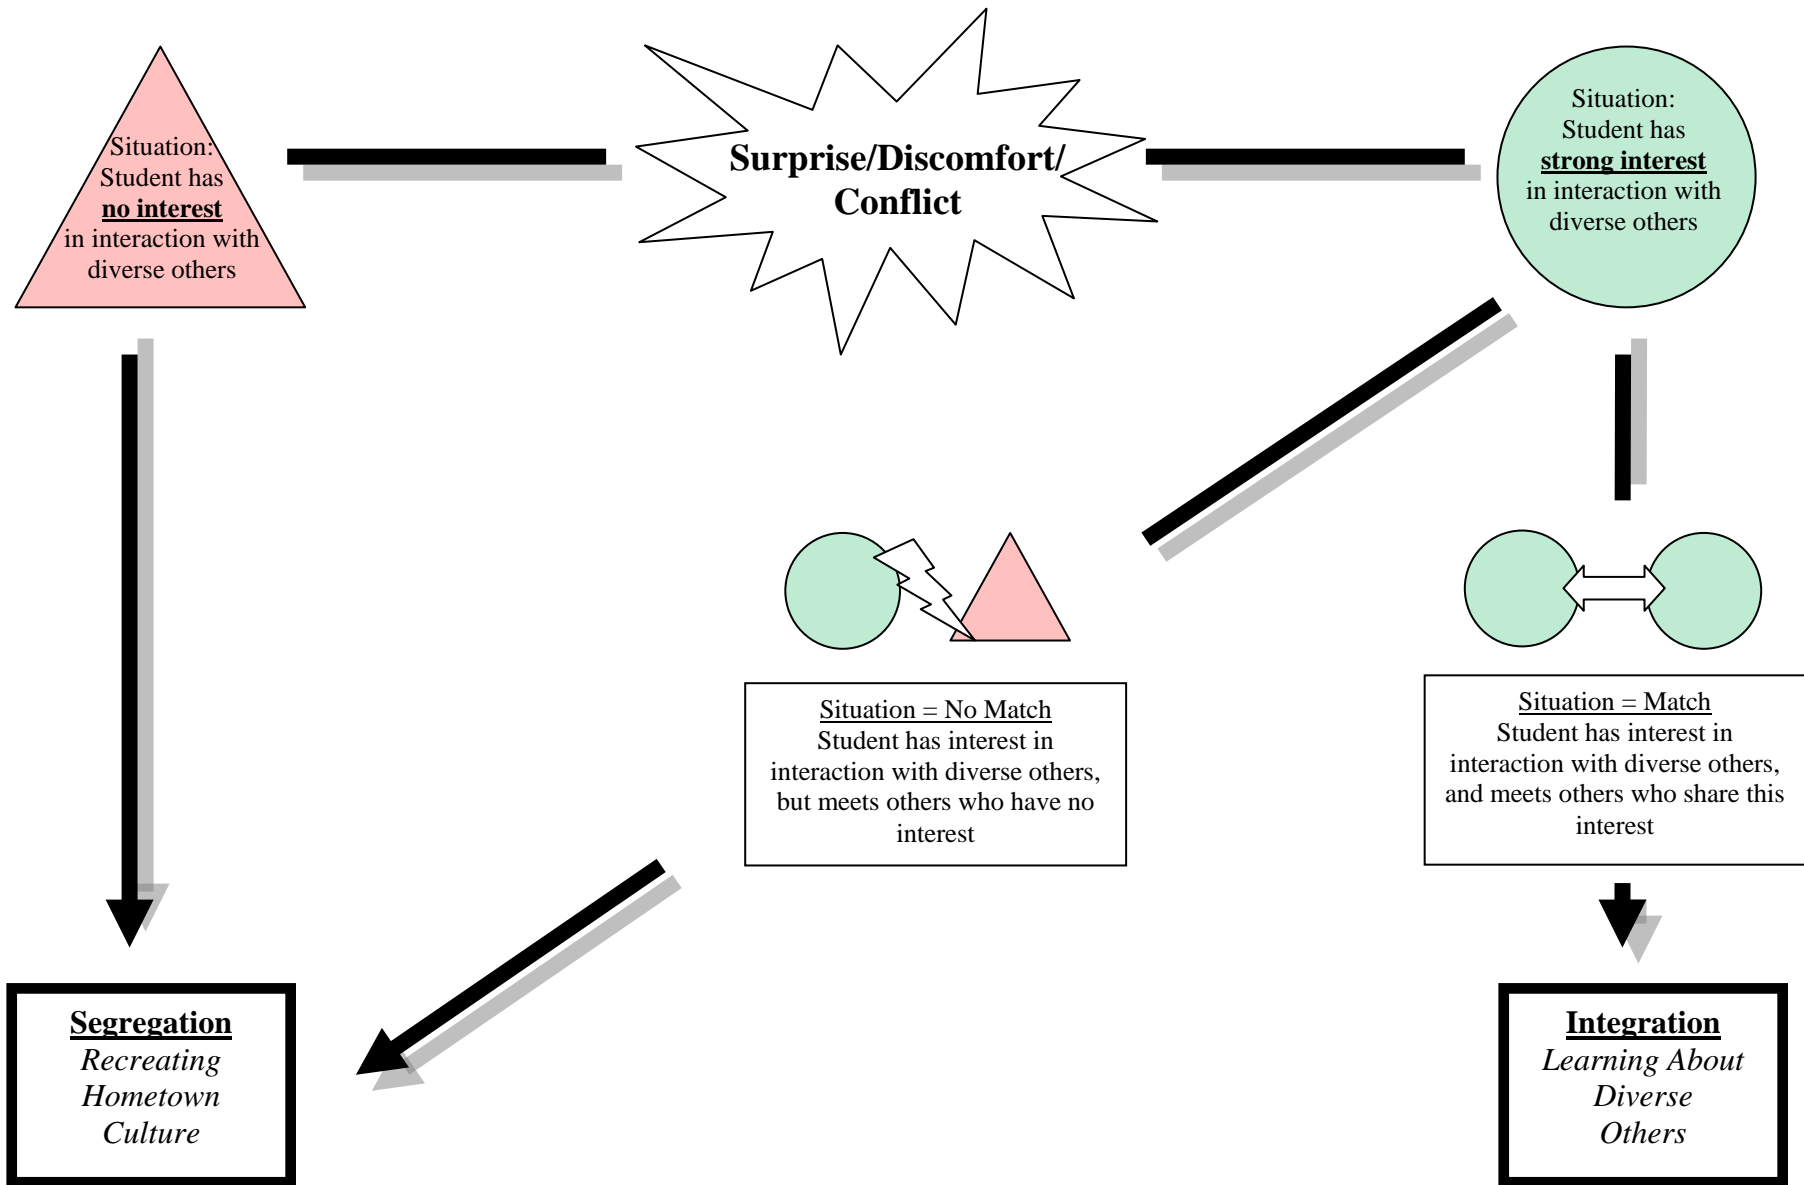 Situation:
Student has
no interest
in interaction with
diverse others
Surprise/Discomfort/
Conflict
Situation:
Student has
strong interest
in interaction with
diverse others
Situation = No Match
Student has interest in
interaction with diverse others,
but meets others who have no
interest
Situation = Match
Student has interest in
interaction with diverse others,
and meets others who share this
interest
Segregation
Recreating
Hometown
Culture
Integration
Learning About
Diverse
Others